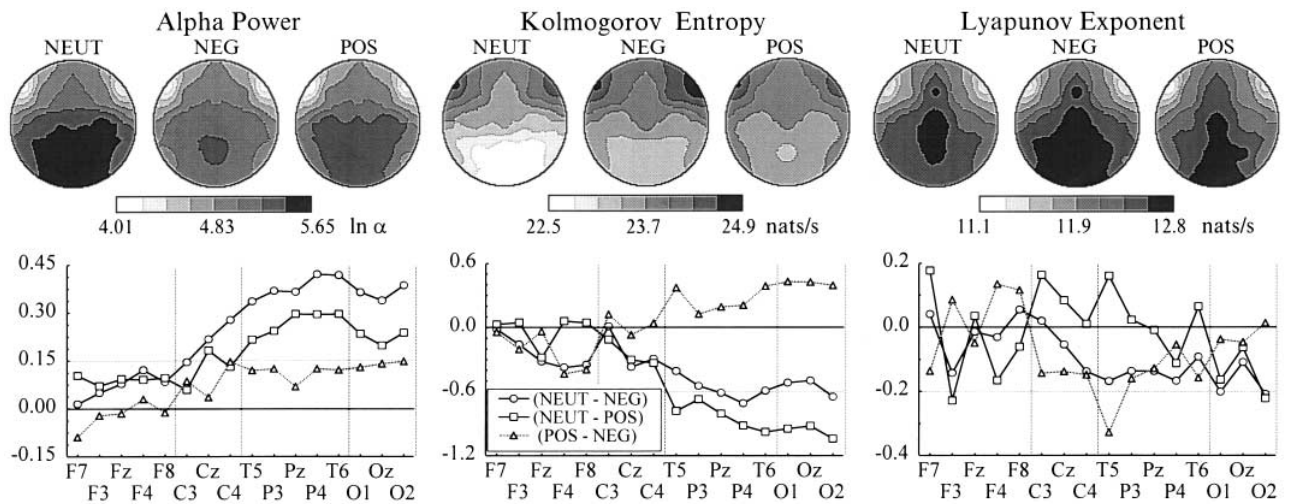 Alpha Power Kolmogorov Entropy Lyapunov Exponent
NEUT NEG POS NEUT NEG POS NEUT NEG POS
4.01 4.83 5.65 ln α 22.5 23.7 24.9 nats/s 11.1 11.9 12.8 nats/s
0.45
0.30
0.15
0.00
-0.15
F7 Fz F8 Cz T5 Pz T6 Oz
F3 F4 C3 C4 P3 P4 O1 O2
0.6
0.0
-0.6
-1.2
(NEUT - NEG)
(NEUT - POS)
(POS - NEG)
F7 Fz F8 Cz T5 Pz T6 Oz
F3 F4 C3 C4 P3 P4 O1 O2
0.2
0.0
-0.2
-0.4
F7 Fz F8 Cz T5 Pz T6 Oz
F3 F4 C3 C4 P3 P4 O1 O2